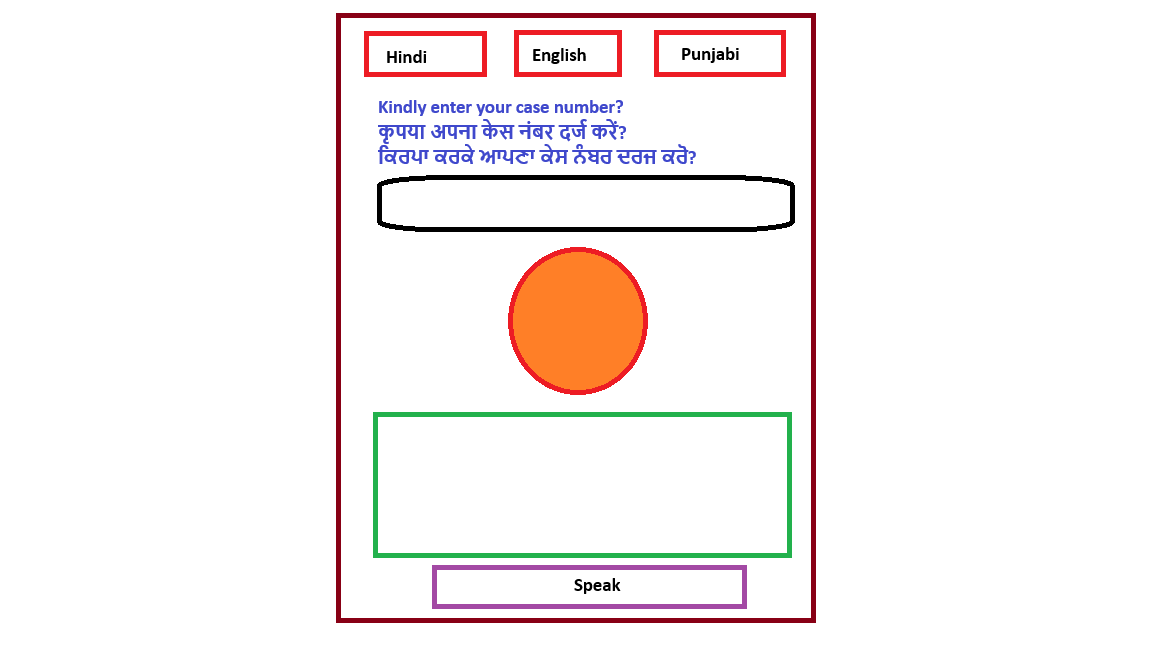 Hindi English Punjabi
Kindly enter your case number?
कृपया अपना केस नंबर दर्ज करें?
ਕਿਰਪਾ ਕਰਕੇ ਆਪਣਾ ਕੇਸ ਨੰਬਰ ਦਰਜ ਕਰੋ?
Speak